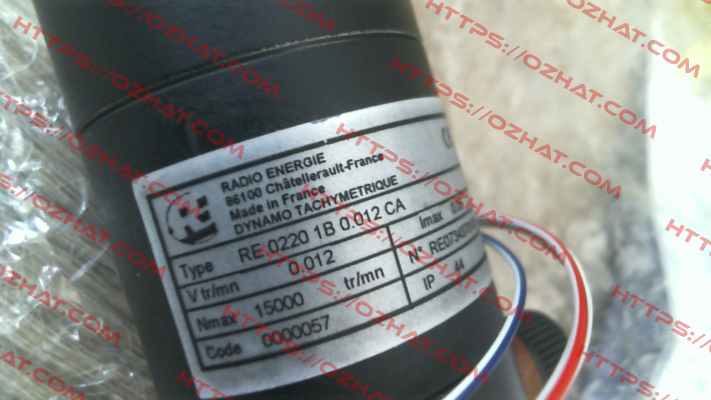 RADIO ENERGIE
86100 Châtellerault-France
Made in France
DYNAMO TACHYMETRIQUE
Type RE.0220 1B 0.012 CA
V tr/mn 0.012 Imax
Nmax 15000 tr/mn N°
Code 0000057 IP 44
HTTPS://OZHAT.COM